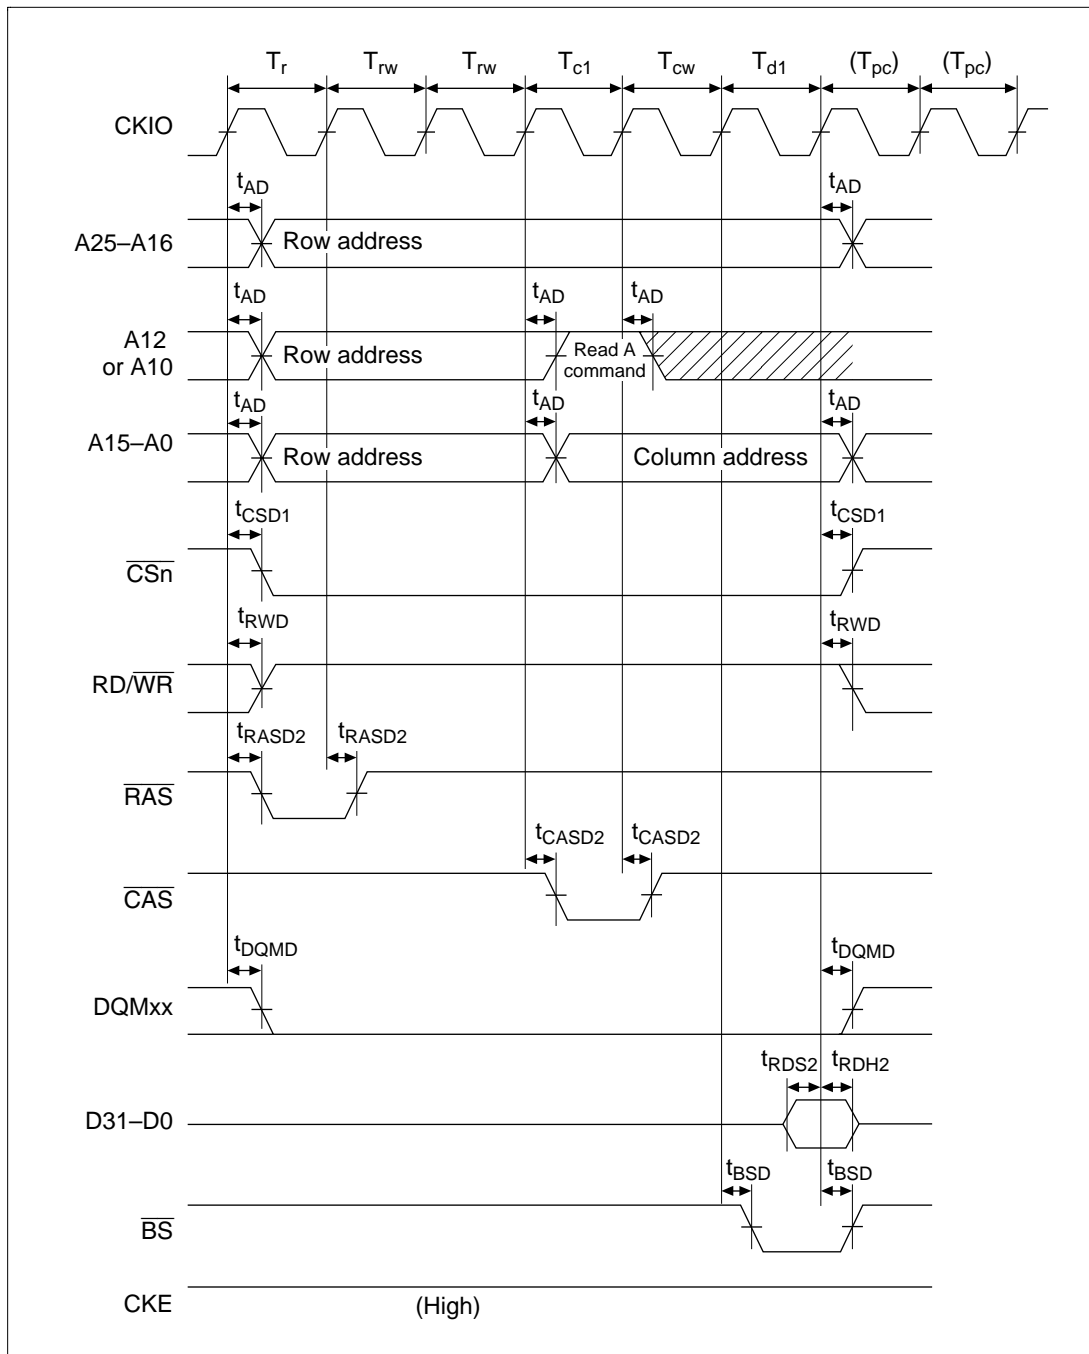 Tr Trw Trw Tc1 Tcw Td1 (Tpc) (Tpc)
CKIO
tAD tAD
A25–A16 Row address
tAD tAD tAD
A12
or A10 Row address Read A
command
tAD tAD tAD
A15–A0 Row address Column address
tCSD1 tCSD1
CSn
tRWD tRWD
RD/WR
tRASD2 tRASD2
RAS
tCASD2 tCASD2
CAS
tDQMD tDQMD
DQMxx
tRDS2 tRDH2
D31–D0
tBSD tBSD
BS
CKE (High)